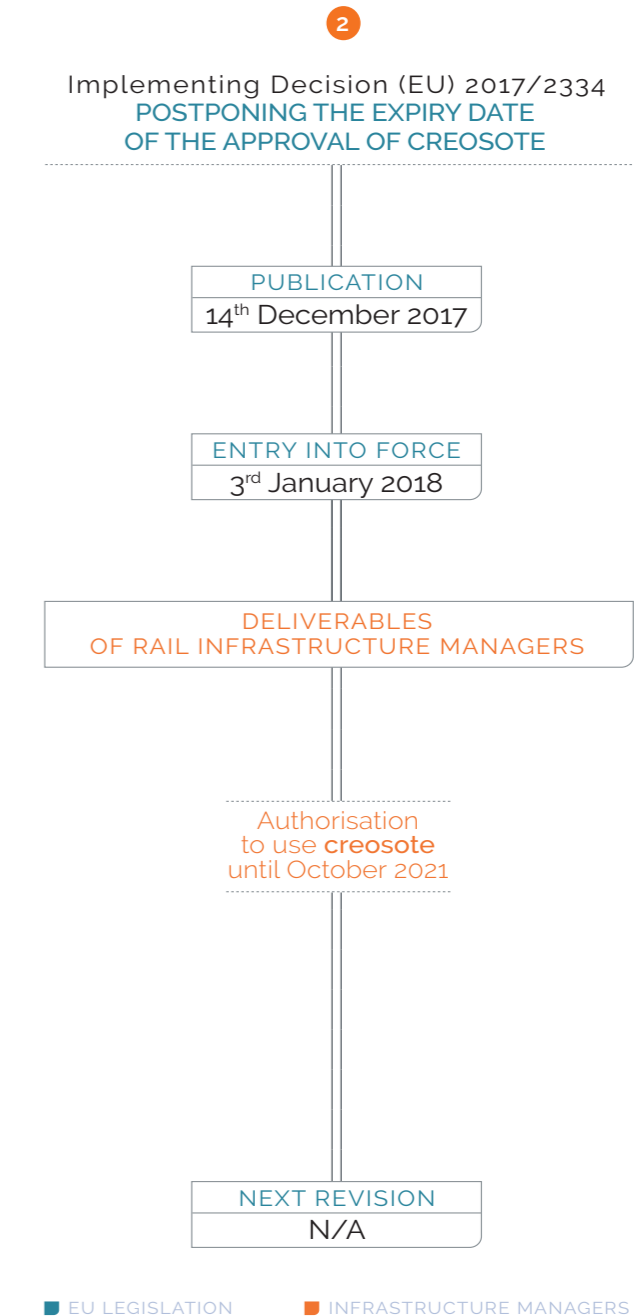 2
Implementing Decision (EU) 2017/2334
POSTPONING THE EXPIRY DATE
OF THE APPROVAL OF CREOSOTE
PUBLICATION
14th December 2017
ENTRY INTO FORCE
3rd January 2018
DELIVERABLES
OF RAIL INFRASTRUCTURE MANAGERS
Authorisation
to use creosote
until October 2021
NEXT REVISION
N/A
EU LEGISLATION INFRASTRUCTURE MANAGERS